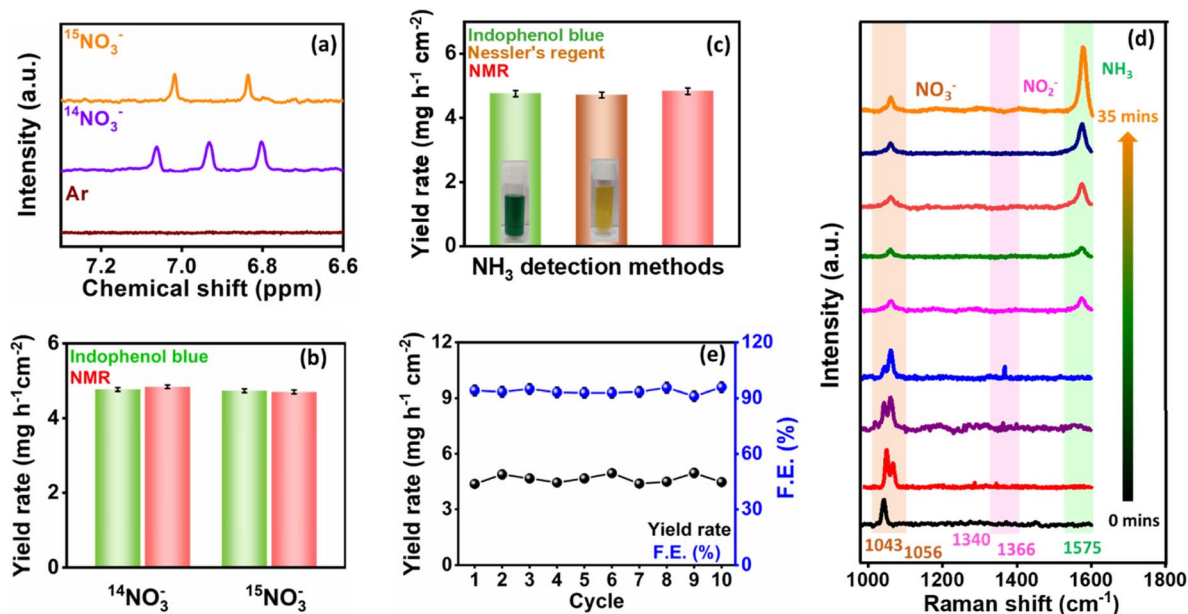 (a)
Intensity (a.u.)
¹⁵NO₃⁻
¹⁴NO₃⁻
Ar
7.2 7.0 6.8 6.6
Chemical shift (ppm)
(c)
Yield rate (mg h⁻¹ cm⁻²)
8
6
4
2
0
Indophenol blue
Nessler's regent
NMR
NH₃ detection methods
(d)
Intensity (a.u.)
NO₃⁻
NO₂⁻
NH₃
35 mins
0 mins
1043
1056
1340
1366
1575
1000 1200 1400 1600 1800
Raman shift (cm⁻¹)
(b)
Yield rate (mg h⁻¹cm⁻²)
6
4
2
0
Indophenol blue
NMR
¹⁴NO₃⁻ ¹⁵NO₃⁻
(e)
Yield rate (mg h⁻¹ cm⁻²)
12
9
6
3
0
Yield rate
F.E. (%)
120
90
60
30
0
F.E. (%)
1 2 3 4 5 6 7 8 9 10
Cycle